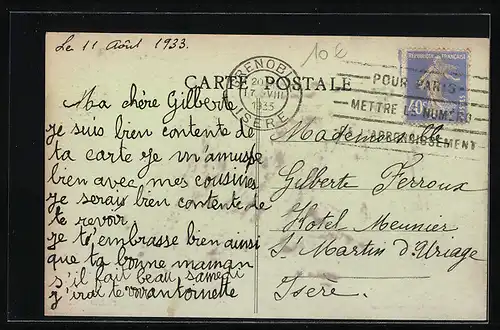 Le 11 Août 1933.
10 €
CARTE POSTALE
GRENOBLE
ISERE
POUR PARIS
METTRE LE NUMÉRO
D'ARRONDISSEMENT
REPUBLIQUE FRANÇAISE
40c
Ma chère Gilberte
je suis bien contente de
ta carte je m'amuse
bien avec mes cousines
je serais bien contente de
te revoir.
je t'embrasse bien ainsi
que ta bonne maman
s'il fait beau samedi
j'irai te voir antoinette
Mademoiselle
Gilberte Ferroux
Hotel Meunier
St Martin d'Uriage
Isère.